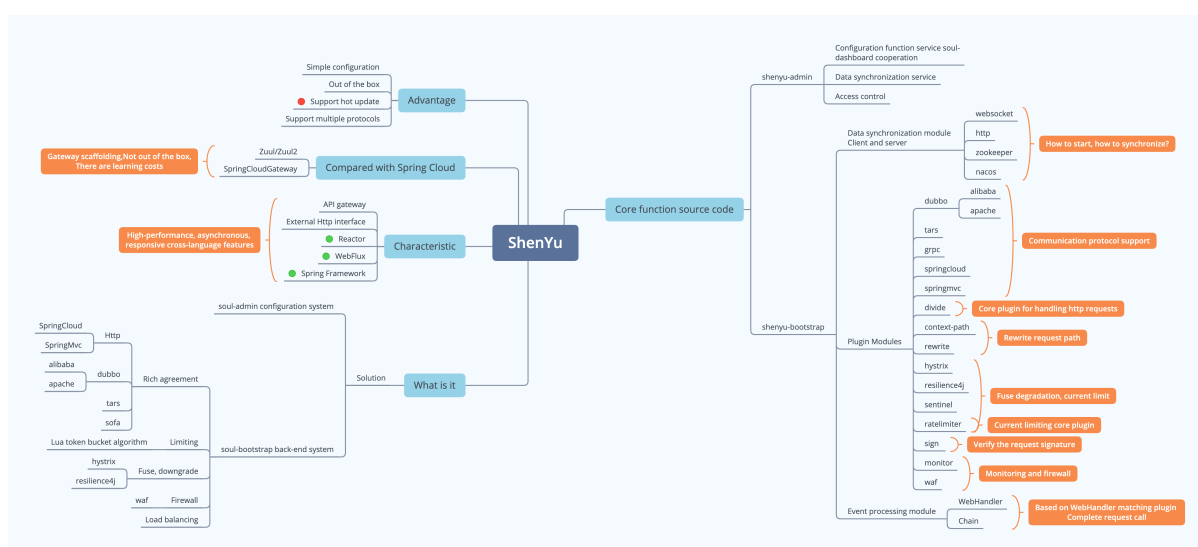 Simple configuration
Out of the box
Support hot update
Support multiple protocols
Advantage
Gateway scaffolding,Not out of the box,
There are learning costs
Zuul/Zuul2
SpringCloudGateway
Compared with Spring Cloud
High-performance, asynchronous,
responsive cross-language features
API gateway
External Http interface
Reactor
WebFlux
Spring Framework
Characteristic
ShenYu
soul-admin configuration system
SpringCloud
SpringMvc
Http
alibaba
apache
dubbo
tars
sofa
Rich agreement
Lua token bucket algorithm
Limiting
hystrix
resilience4j
Fuse, downgrade
waf
Firewall
Load balancing
soul-bootstrap back-end system
Solution
What is it
Core function source code
shenyu-admin
Configuration function service soul-
dashboard cooperation
Data synchronization service
Access control
shenyu-bootstrap
Data synchronization module
Client and server
websocket
http
zookeeper
nacos
How to start, how to synchronize?
Plugin Modules
dubbo
alibaba
apache
tars
grpc
springcloud
springmvc
Communication protocol support
divide
Core plugin for handling http requests
context-path
rewrite
Rewrite request path
hystrix
resilience4j
sentinel
ratelimiter
Fuse degradation, current limit
Current limiting core plugin
sign
Verify the request signature
monitor
waf
Monitoring and firewall
Event processing module
WebHandler
Chain
Based on WebHandler matching plugin
Complete request call